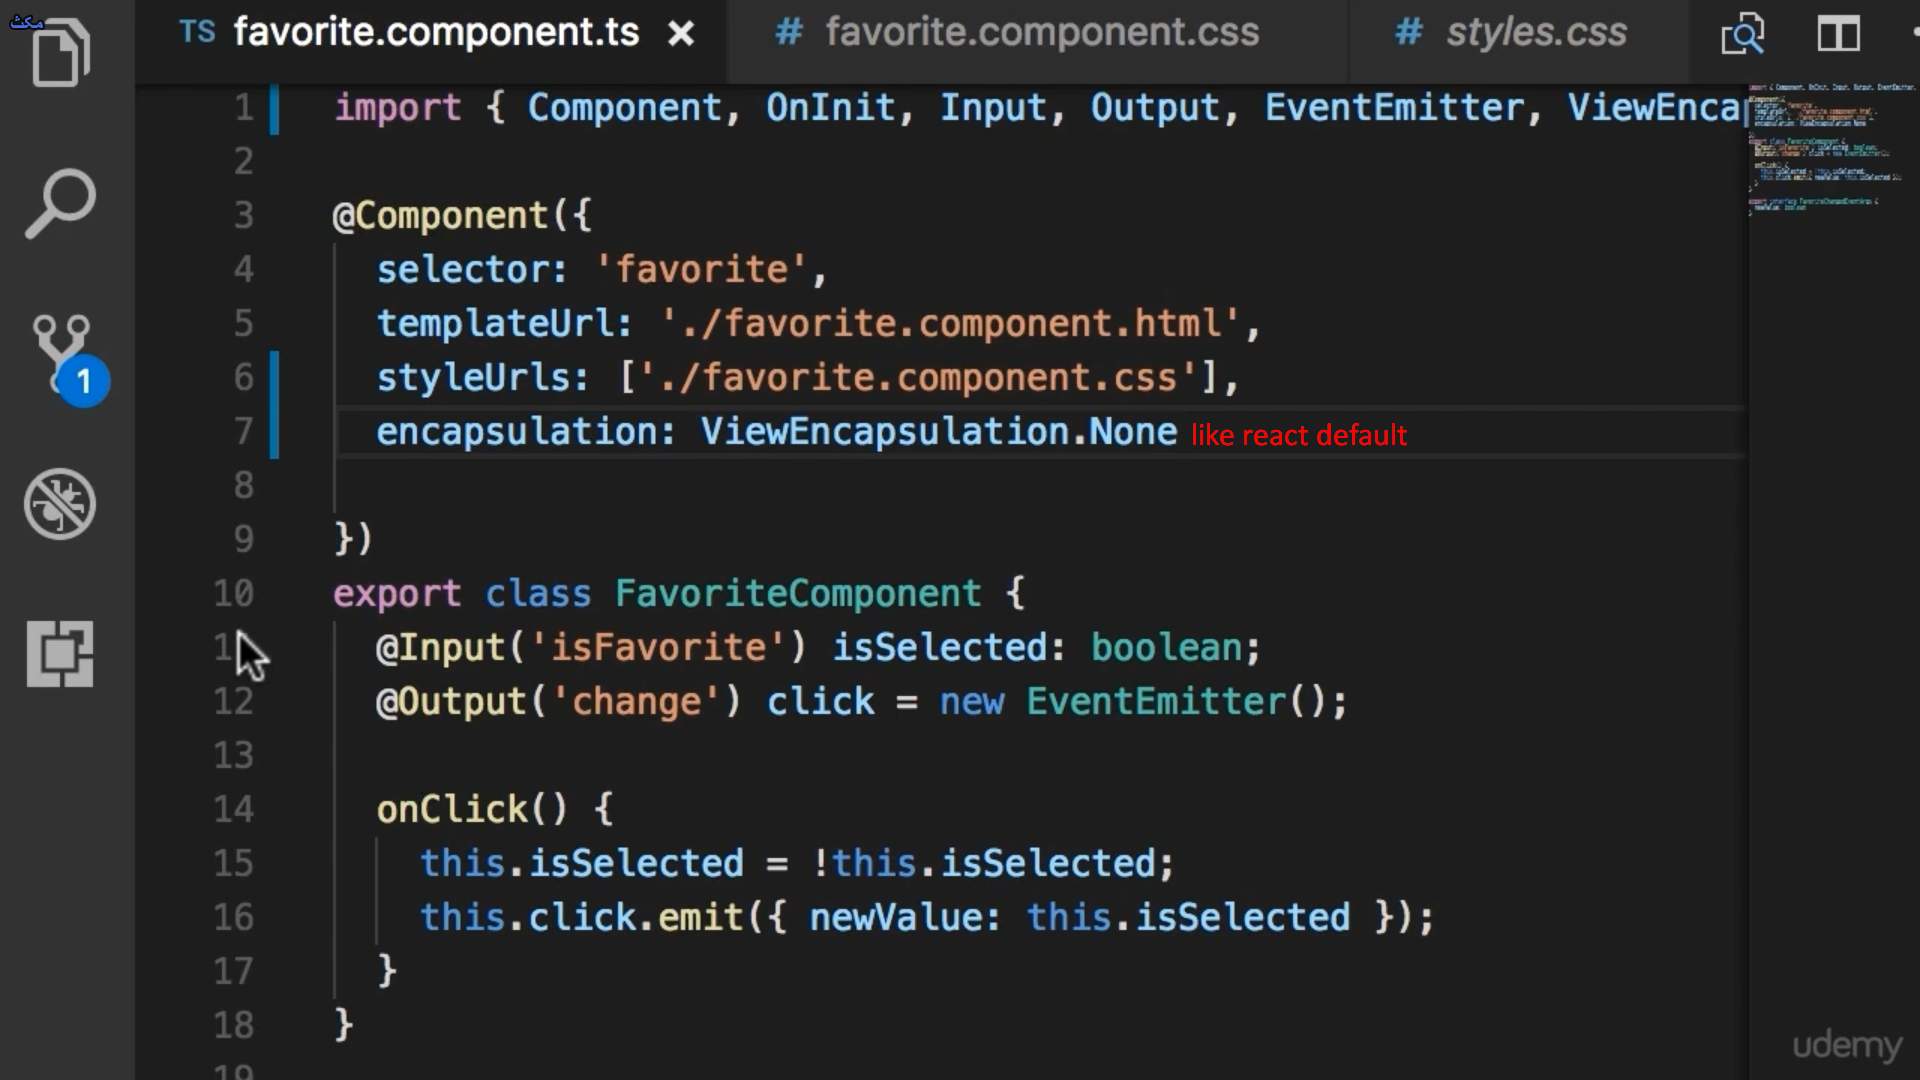 مكث
TS favorite.component.ts × # favorite.component.css # styles.css
1 import { Component, OnInit, Input, Output, EventEmitter, ViewEncap
2
3 @Component({
4 selector: 'favorite',
5 templateUrl: './favorite.component.html',
6 styleUrls: ['./favorite.component.css'],
7 encapsulation: ViewEncapsulation.None like react default
8
9 })
10 export class FavoriteComponent {
@Input('isFavorite') isSelected: boolean;
12 @Output('change') click = new EventEmitter();
13
14 onClick() {
15 this.isSelected = !this.isSelected;
16 this.click.emit({ newValue: this.isSelected });
17 }
18 }
19
1
udemy